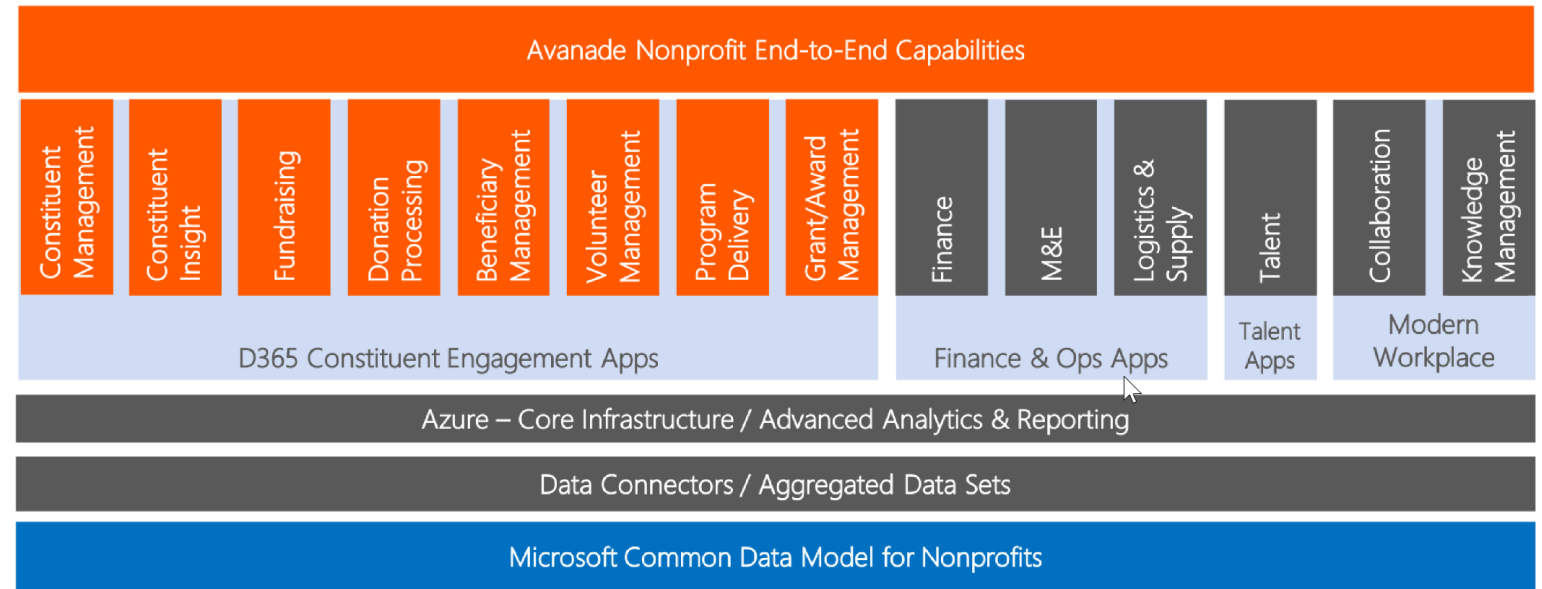 Avanade Nonprofit End-to-End Capabilities
Constituent
Management
Constituent
Insight
Fundraising
Donation
Processing
Beneficiary
Management
Volunteer
Management
Program
Delivery
Grant/Award
Management
Finance
M&E
Logistics &
Supply
Talent
Collaboration
Knowledge
Management
D365 Constituent Engagement Apps
Finance & Ops Apps
Talent
Apps
Modern
Workplace
Azure – Core Infrastructure / Advanced Analytics & Reporting
Data Connectors / Aggregated Data Sets
Microsoft Common Data Model for Nonprofits